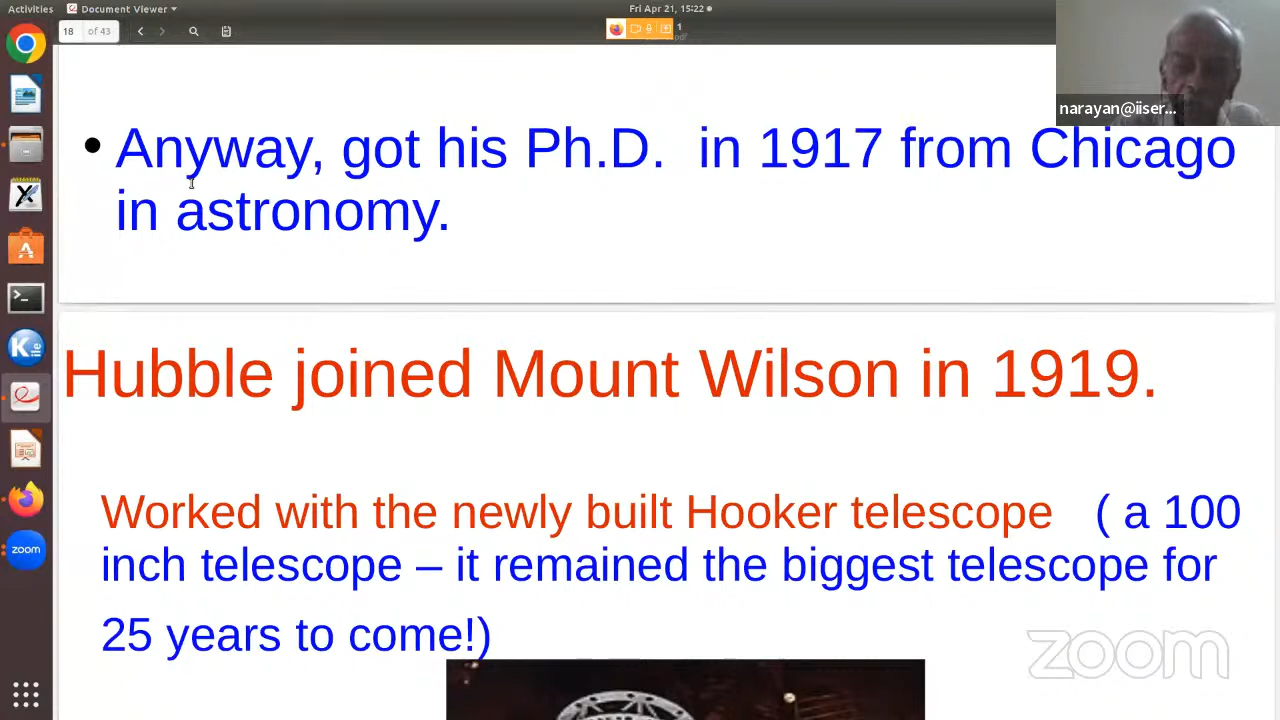 Activities
Document Viewer
Fri Apr 21, 15:22
18 of 43
1
pdf
narayan@iiser...
• Anyway, got his Ph.D. in 1917 from Chicago
in astronomy.
Hubble joined Mount Wilson in 1919.
Worked with the newly built Hooker telescope ( a 100
inch telescope – it remained the biggest telescope for
25 years to come!)
zoom
zoom